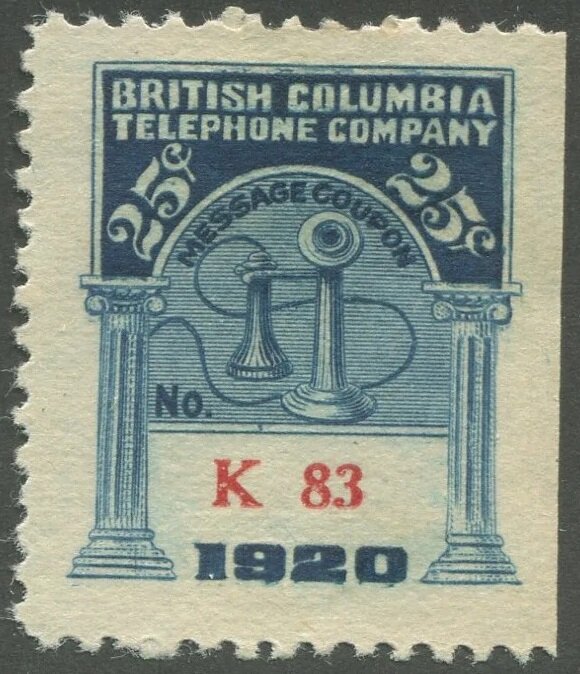 BRITISH COLUMBIA
TELEPHONE COMPANY
25¢ 25¢
MESSAGE COUPON
No.
K 83
1920